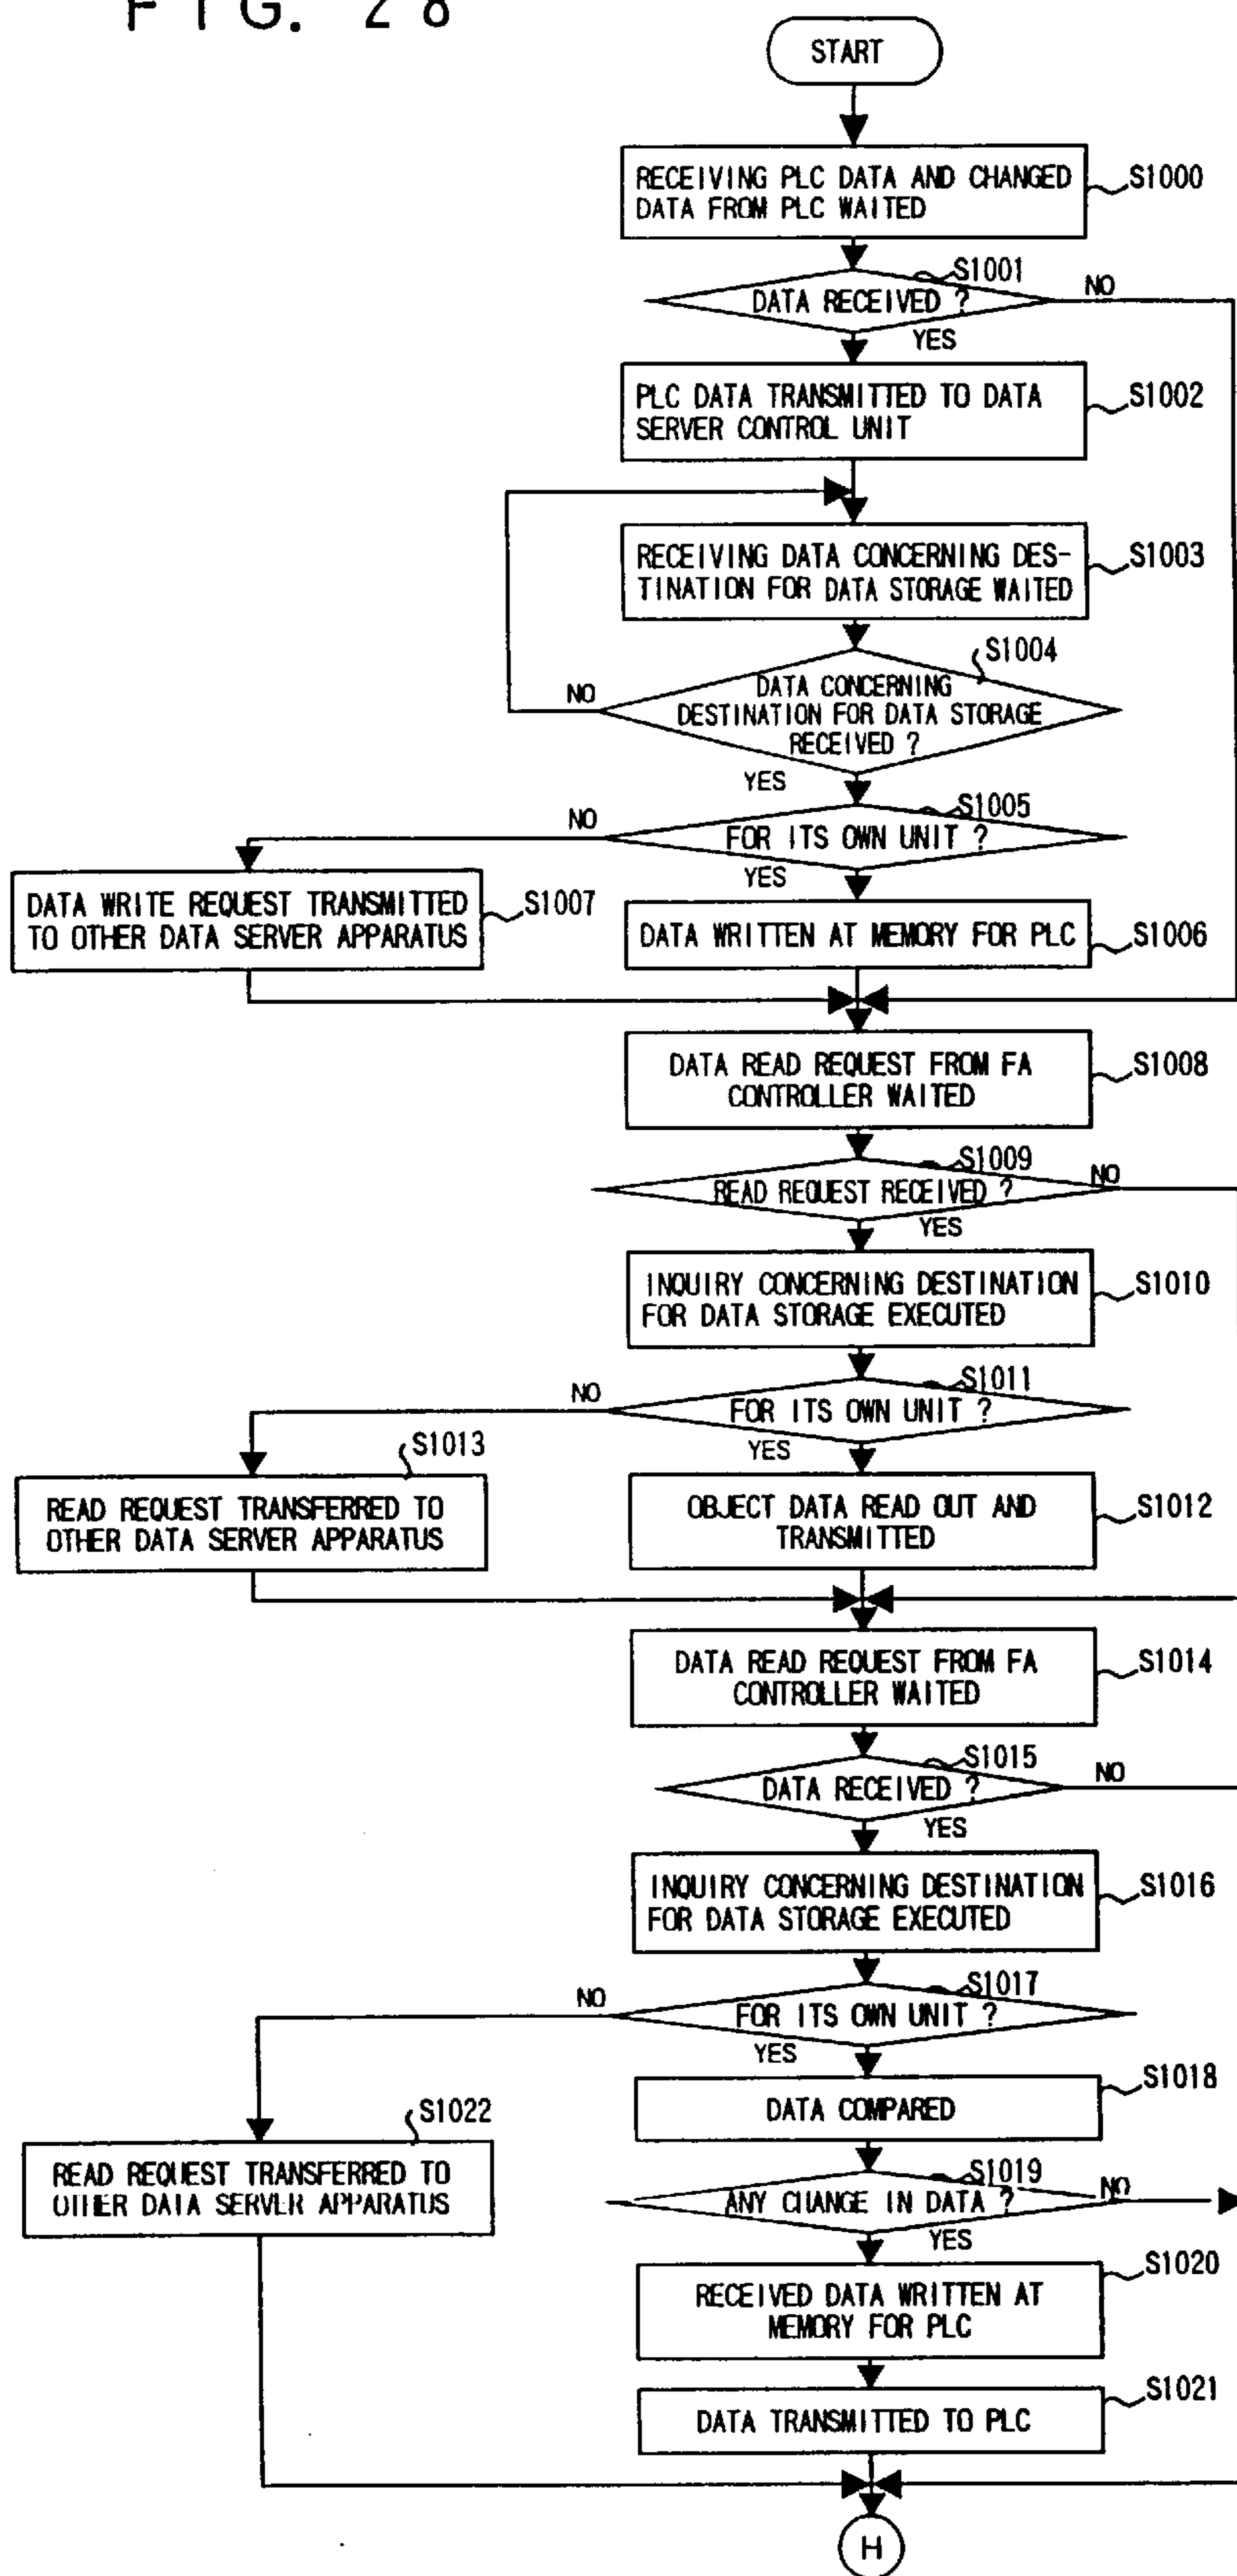 FIG. 28
START
RECEIVING PLC DATA AND CHANGED
DATA FROM PLC WAITED
S1000
S1001
DATA RECEIVED ?
NO
YES
PLC DATA TRANSMITTED TO DATA
SERVER CONTROL UNIT
S1002
RECEIVING DATA CONCERNING DES-
TINATION FOR DATA STORAGE WAITED
S1003
S1004
DATA CONCERNING
DESTINATION FOR DATA STORAGE
RECEIVED ?
NO
YES
S1005
FOR ITS OWN UNIT ?
NO
YES
DATA WRITE REQUEST TRANSMITTED
TO OTHER DATA SERVER APPARATUS
S1007
DATA WRITTEN AT MEMORY FOR PLC
S1006
DATA READ REQUEST FROM FA
CONTROLLER WAITED
S1008
S1009
READ REQUEST RECEIVED ?
NO
YES
INQUIRY CONCERNING DESTINATION
FOR DATA STORAGE EXECUTED
S1010
S1011
FOR ITS OWN UNIT ?
NO
YES
S1013
READ REQUEST TRANSFERRED TO
OTHER DATA SERVER APPARATUS
OBJECT DATA READ OUT AND
TRANSMITTED
S1012
DATA READ REQUEST FROM FA
CONTROLLER WAITED
S1014
S1015
DATA RECEIVED ?
NO
YES
INQUIRY CONCERNING DESTINATION
FOR DATA STORAGE EXECUTED
S1016
S1017
FOR ITS OWN UNIT ?
NO
YES
DATA COMPARED
S1018
S1022
READ REQUEST TRANSFERRED TO
OTHER DATA SERVER APPARATUS
S1019
ANY CHANGE IN DATA ?
NO
YES
RECEIVED DATA WRITTEN AT
MEMORY FOR PLC
S1020
DATA TRANSMITTED TO PLC
S1021
H